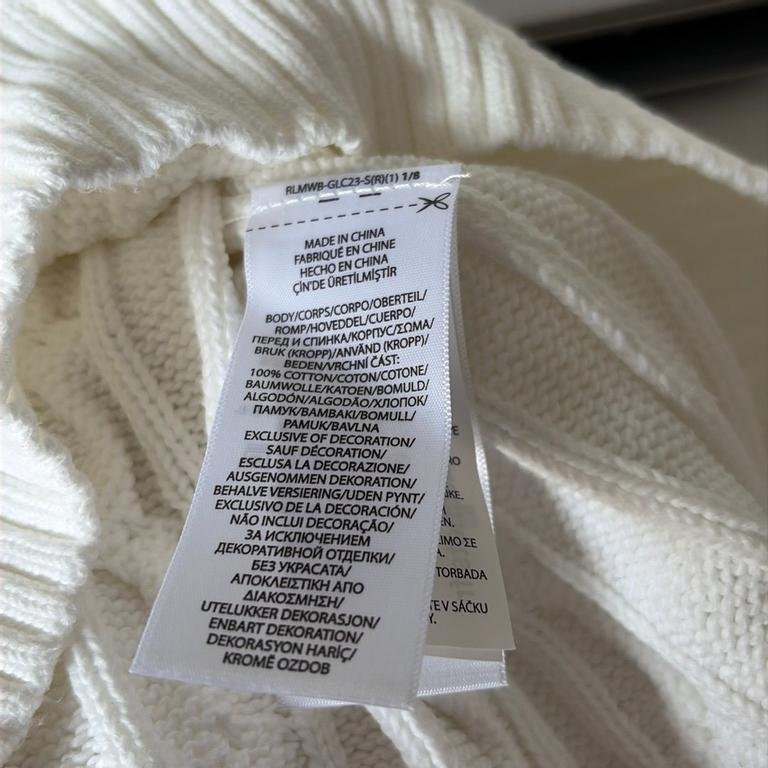 RLMWB-GLC23-S(R)(1) 1/8
MADE IN CHINA
FABRIQUÉ EN CHINE
HECHO EN CHINA
ÇIN'DE ÜRETİLMİŞTİR
BODY/CORPS/CORPO/OBERTEIL/
ROMP/HOVEDDEL/CUERPO/
ПЕРЕД И СПИНКА/КОРПУС/ΣΩΜΑ/
BRUK (KROPP)/ANVÄND (KROPP)/
BEDEN/VRCHNÍ ČÁST:
100% COTTON/COTON/COTONE/
BAUMWOLLE/KATOEN/BOMULD/
ALGODÓN/ALGODÃO/ХЛОПОК/
ПАМУК/ΒΑΜΒΑΚΙ/BOMULL/
PAMUK/BAVLNA
EXCLUSIVE OF DECORATION/
SAUF DÉCORATION/
ESCLUSA LA DECORAZIONE/
AUSGENOMMEN DEKORATION/
BEHALVE VERSIERING/UDEN PYNT/
EXCLUSIVO DE LA DECORACIÓN/
NÃO INCLUI DECORAÇÃO/
ЗА ИСКЛЮЧЕНИЕМ
ДЕКОРАТИВНОЙ ОТДЕЛКИ/
БЕЗ УКРАСАТА/
ΑΠΟΚΛΕΙΣΤΙΚΗ ΑΠΟ
ΔΙΑΚΟΣΜΗΣΗ/
UTELUKKER DEKORASJON/
ENBART DEKORATION/
DEKORASYON HARİÇ/
KROMĚ OZDOB
TORBADA
V SÁČKU